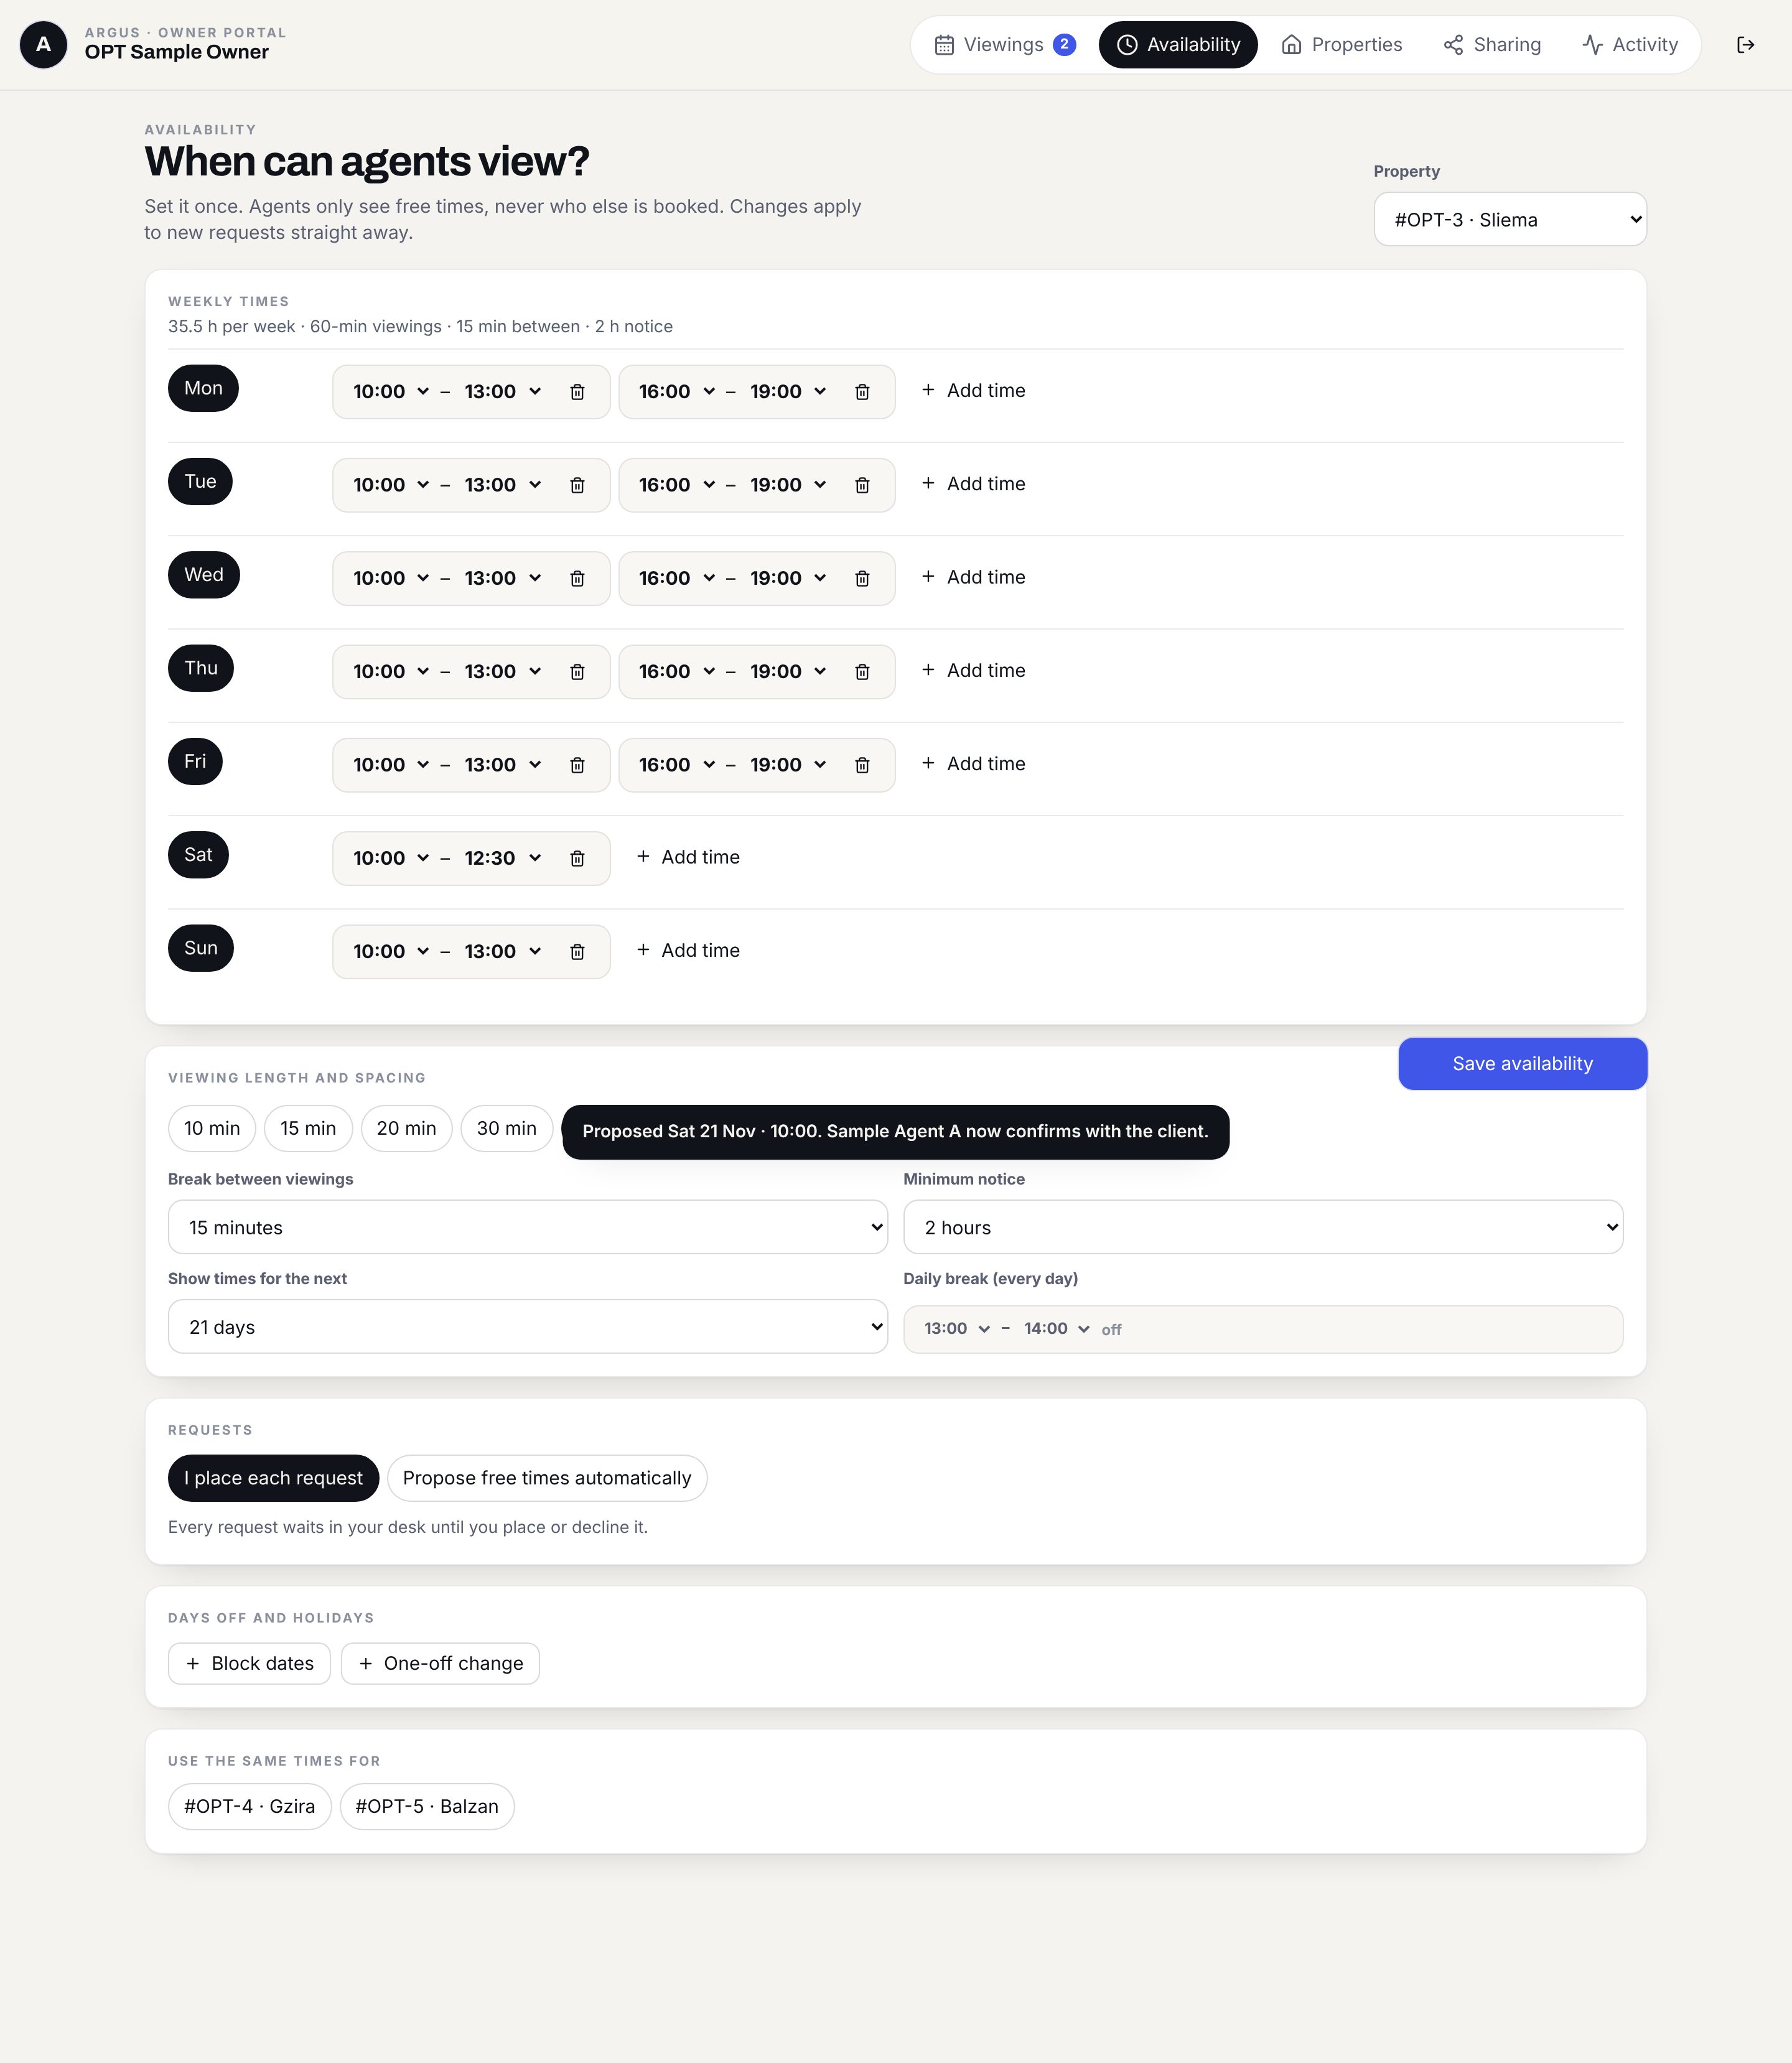 A
ARGUS · OWNER PORTAL
OPT Sample Owner
Viewings 2
Availability
Properties
Sharing
Activity
AVAILABILITY
When can agents view?
Set it once. Agents only see free times, never who else is booked. Changes apply
to new requests straight away.
Property
#OPT-3 · Sliema
WEEKLY TIMES
35.5 h per week · 60-min viewings · 15 min between · 2 h notice
Mon 10:00 – 13:00 16:00 – 19:00 + Add time
Tue 10:00 – 13:00 16:00 – 19:00 + Add time
Wed 10:00 – 13:00 16:00 – 19:00 + Add time
Thu 10:00 – 13:00 16:00 – 19:00 + Add time
Fri 10:00 – 13:00 16:00 – 19:00 + Add time
Sat 10:00 – 12:30 + Add time
Sun 10:00 – 13:00 + Add time
Save availability
VIEWING LENGTH AND SPACING
10 min 15 min 20 min 30 min
Proposed Sat 21 Nov · 10:00. Sample Agent A now confirms with the client.
Break between viewings
15 minutes
Minimum notice
2 hours
Show times for the next
21 days
Daily break (every day)
13:00 – 14:00 off
REQUESTS
I place each request Propose free times automatically
Every request waits in your desk until you place or decline it.
DAYS OFF AND HOLIDAYS
+ Block dates + One-off change
USE THE SAME TIMES FOR
#OPT-4 · Gzira #OPT-5 · Balzan